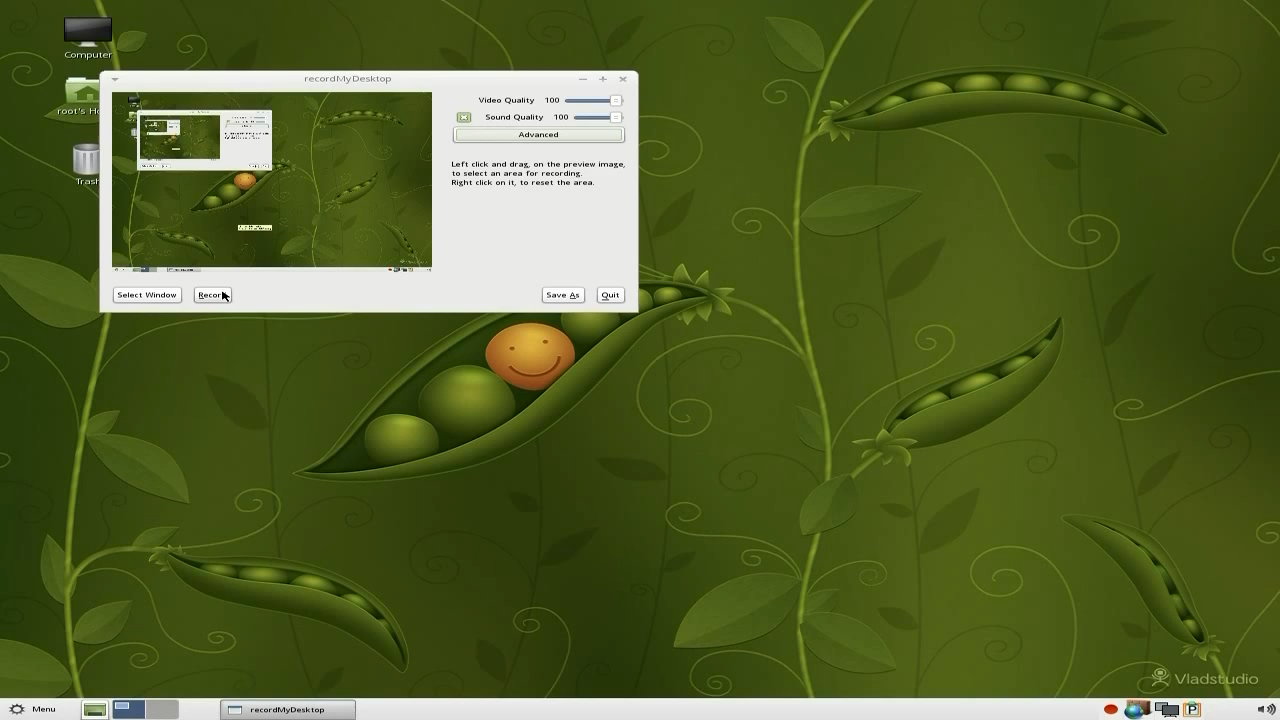 Computer
recordMyDesktop
root's H
Trash
Video Quality 100
Sound Quality 100
Advanced
Left click and drag, on the preview image,
to select an area for recording.
Right click on it, to reset the area.
Select Window
Record
Save As
Quit
Vladstudio
Menu
recordMyDesktop
P